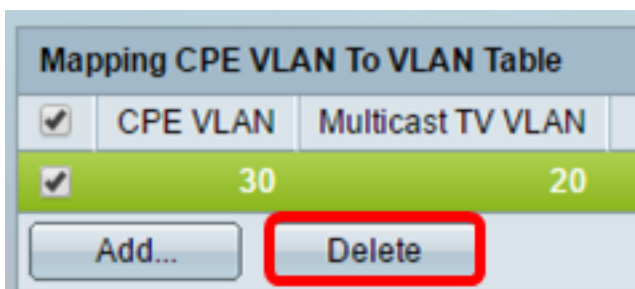 Mapping CPE VLAN To VLAN Table
CPE VLAN Multicast TV VLAN
30 20
Add... Delete